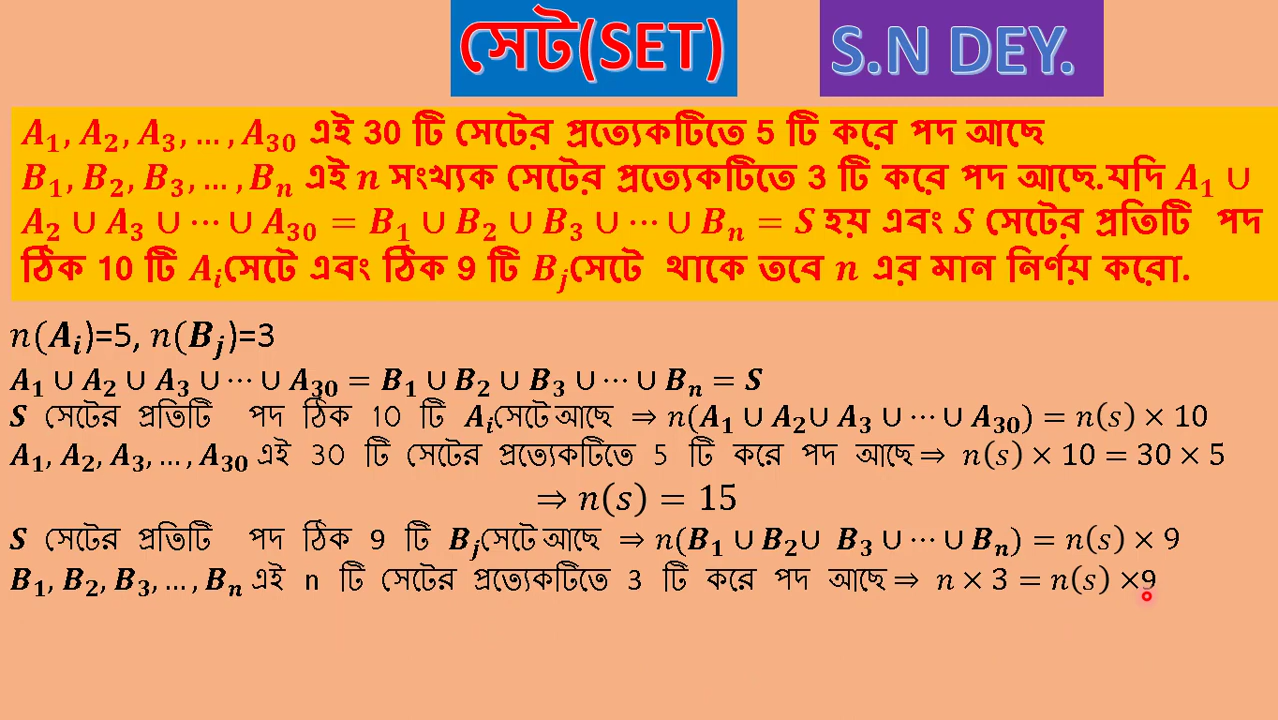 সেট(SET)
S.N DEY.
A₁, A₂, A₃, … , A₃₀ এই 30 টি সেটের প্রত্যেকটিতে 5 টি করে পদ আছে
B₁, B₂, B₃, … , Bₙ এই n সংখ্যক সেটের প্রত্যেকটিতে 3 টি করে পদ আছে.যদি A₁ ∪
A₂ ∪ A₃ ∪ ⋯ ∪ A₃₀ = B₁ ∪ B₂ ∪ B₃ ∪ ⋯ ∪ Bₙ = S হয় এবং S সেটের প্রতিটি পদ
ঠিক 10 টি Aᵢসেটে এবং ঠিক 9 টি Bⱼসেটে থাকে তবে n এর মান নির্ণয় করো.
n(Aᵢ)=5, n(Bⱼ)=3
A₁ ∪ A₂ ∪ A₃ ∪ ⋯ ∪ A₃₀ = B₁ ∪ B₂ ∪ B₃ ∪ ⋯ ∪ Bₙ = S
S সেটের প্রতিটি পদ ঠিক 10 টি Aᵢসেটে আছে ⇒ n(A₁ ∪ A₂∪ A₃ ∪ ⋯ ∪ A₃₀) = n(s) × 10
A₁, A₂, A₃, … , A₃₀ এই 30 টি সেটের প্রত্যেকটিতে 5 টি করে পদ আছে ⇒ n(s) × 10 = 30 × 5
⇒ n(s) = 15
S সেটের প্রতিটি পদ ঠিক 9 টি Bⱼসেটে আছে ⇒ n(B₁ ∪ B₂∪ B₃ ∪ ⋯ ∪ Bₙ) = n(s) × 9
B₁, B₂, B₃, … , Bₙ এই n টি সেটের প্রত্যেকটিতে 3 টি করে পদ আছে ⇒ n × 3 = n(s) ×9